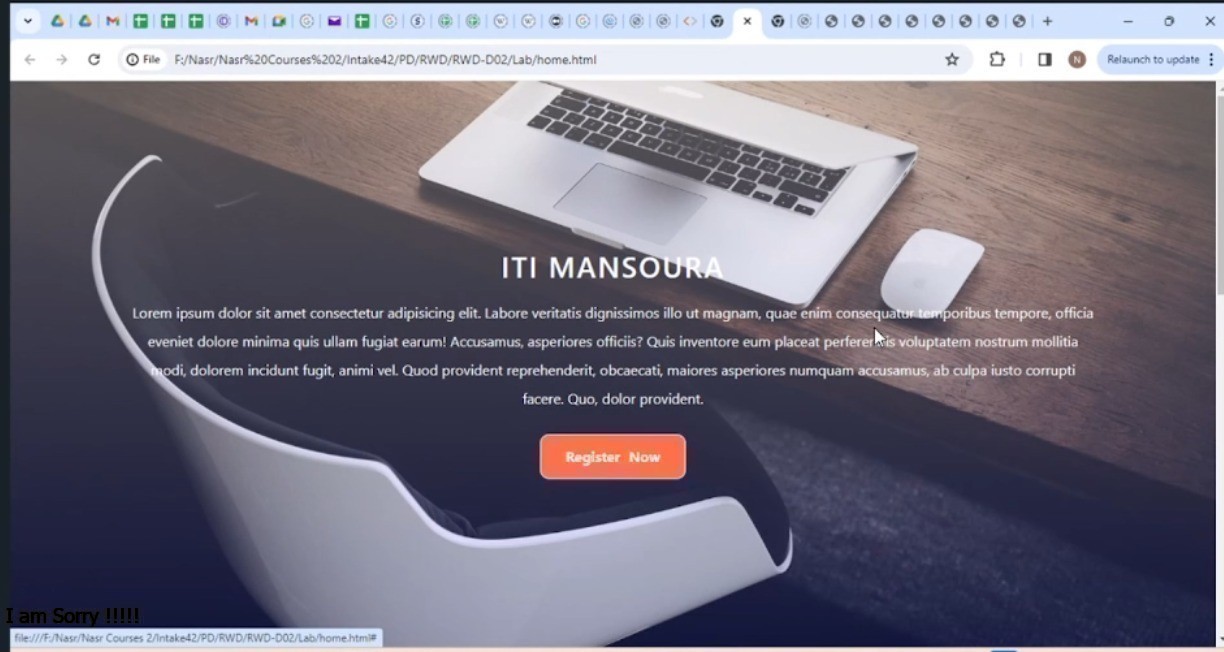 File
F:/Nasr/Nasr%20Courses%202/Intake42/PD/RWD/RWD-D02/Lab/home.html
N
Relaunch to update
ITI MANSOURA
Lorem ipsum dolor sit amet consectetur adipisicing elit. Labore veritatis dignissimos illo ut magnam, quae enim consequatur temporibus tempore, officia
eveniet dolore minima quis ullam fugiat earum! Accusamus, asperiores officiis? Quis inventore eum placeat perferendis voluptatem nostrum mollitia
modi, dolorem incidunt fugit, animi vel. Quod provident reprehenderit, obcaecati, maiores asperiores numquam accusamus, ab culpa iusto corrupti
facere. Quo, dolor provident.
Register Now
I am Sorry !!!!!
file:///F:/Nasr/Nasr Courses 2/Intake42/PD/RWD/RWD-D02/Lab/home.html#